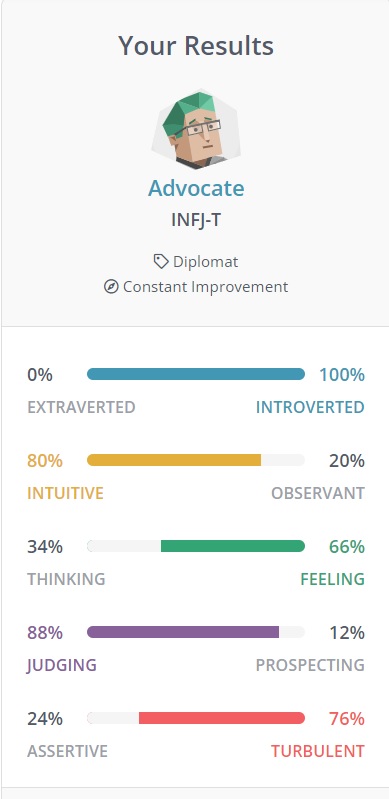 Your Results
Advocate
INFJ-T
Diplomat
Constant Improvement
0% 100%
EXTRAVERTED INTROVERTED
80% 20%
INTUITIVE OBSERVANT
34% 66%
THINKING FEELING
88% 12%
JUDGING PROSPECTING
24% 76%
ASSERTIVE TURBULENT